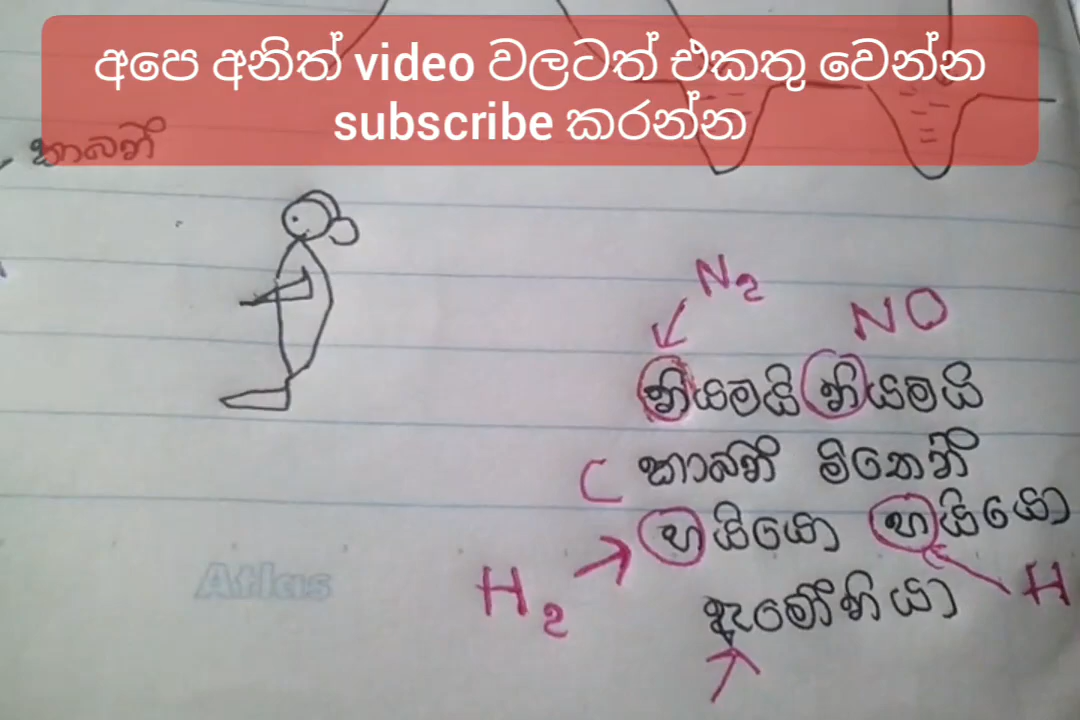 අපෙ අනිත් video වලටත් එකතු වෙන්න
subscribe කරන්න
කාබන්
N2
NO
නියමයි නියමයි
C කාබන් මිතෙන්
හයියො හයියො
H2
H
ඇමෝනියා
Atlas